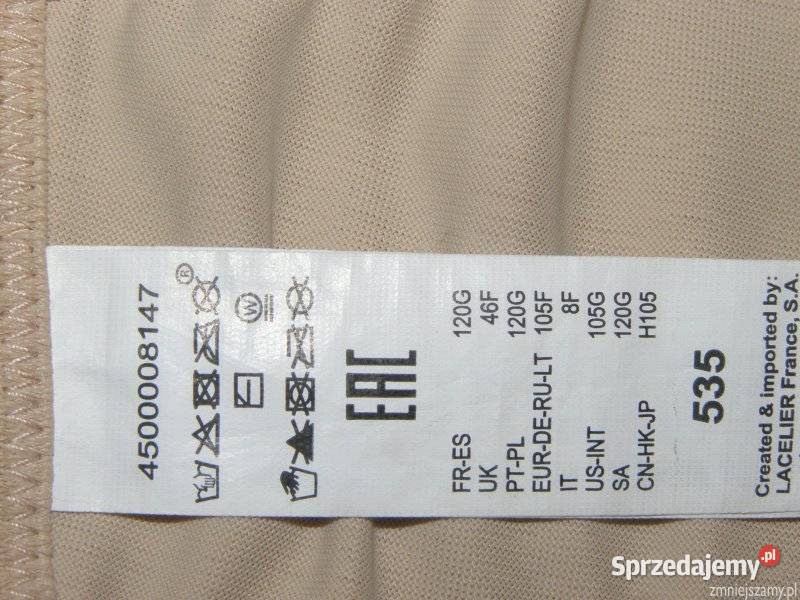 4500008147
®
W
EAC
FR-ES 120G
UK 46F
PT-PL 120G
EUR-DE-RU-LT 105F
IT 8F
US-INT 105G
SA 120G
CN-HK-JP H105
535
Created & imported by:
LACELIER France, S.A.
Sprzedajemy.pl
zmniejszamy.pl